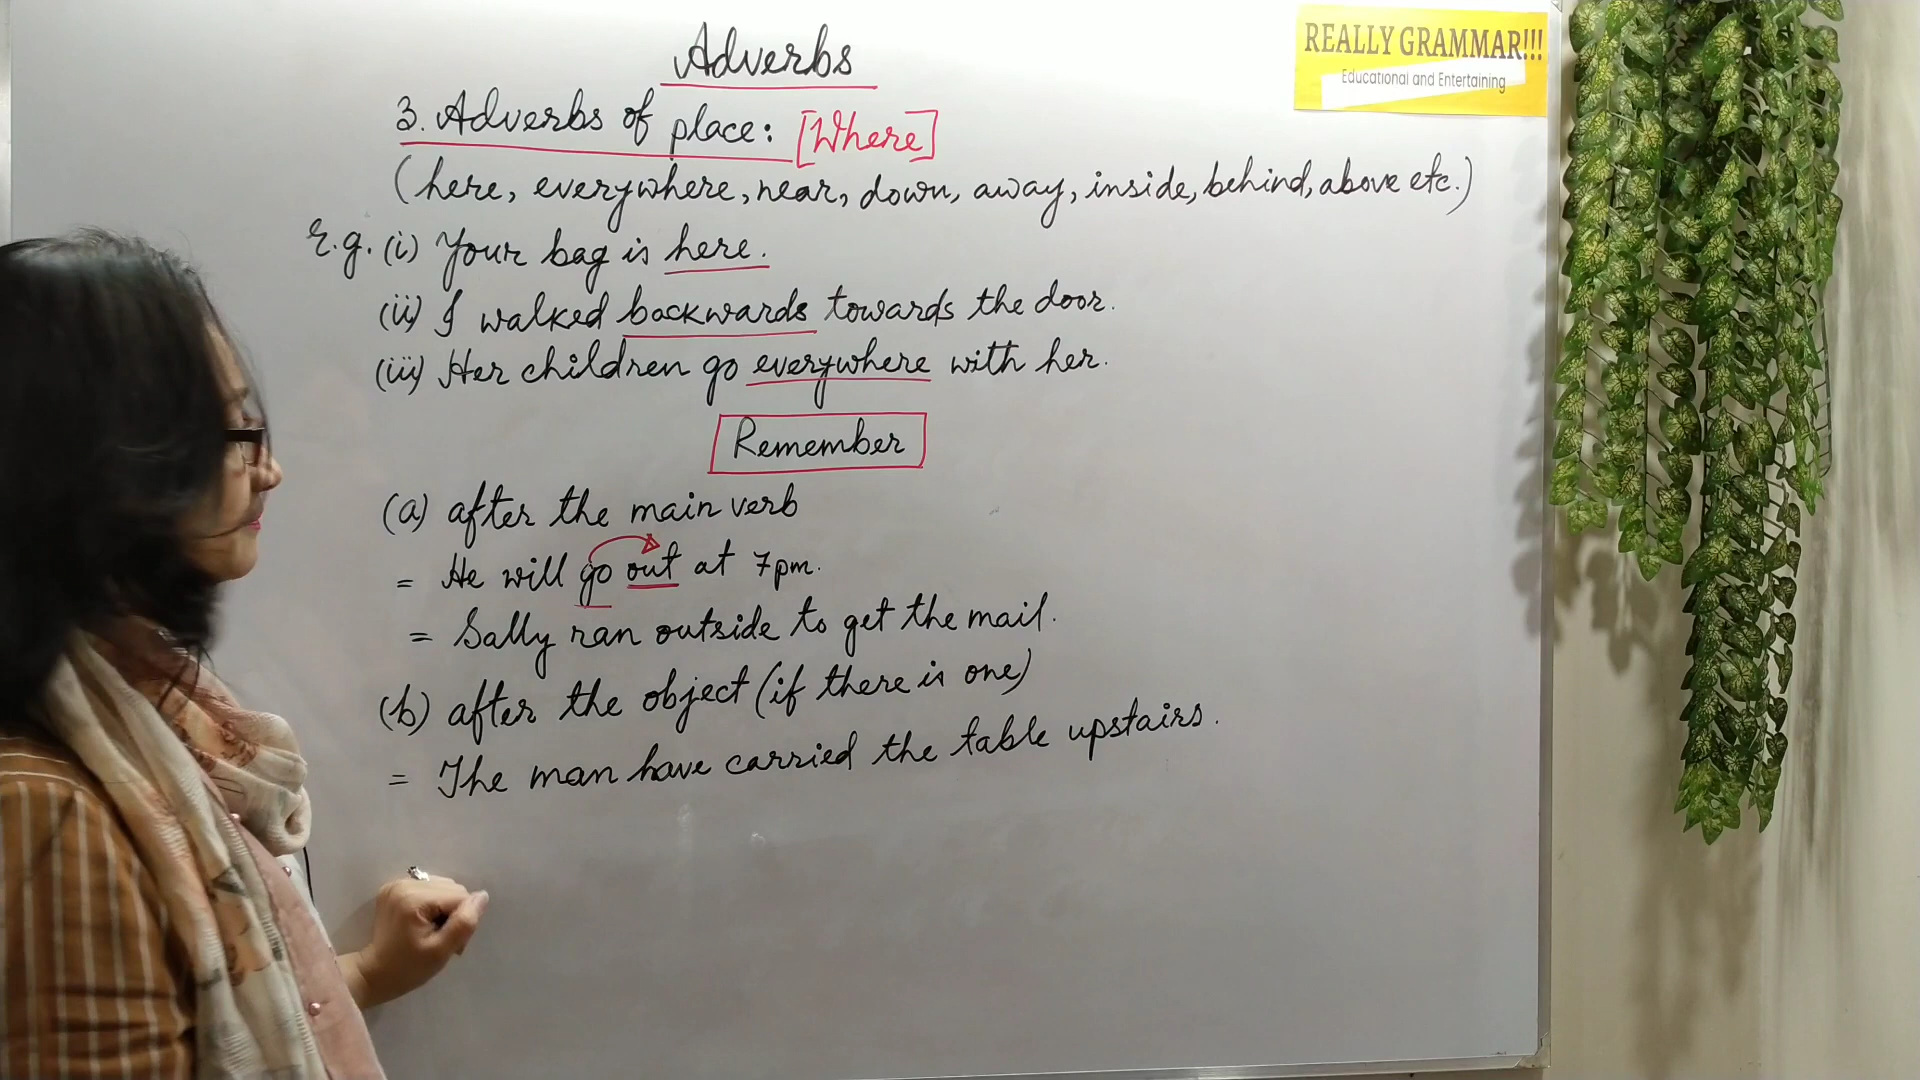 Adverbs
REALLY GRAMMAR!!!
Educational and Entertaining
3. Adverbs of place: [Where]
(here, everywhere, near, down, away, inside, behind, above etc.)
E.g. (i) Your bag is here.
(ii) I walked backwards towards the door.
(iii) Her children go everywhere with her.
Remember
(a) after the main verb
= He will go out at 7pm.
= Sally ran outside to get the mail.
(b) after the object (if there is one)
= The man have carried the table upstairs.